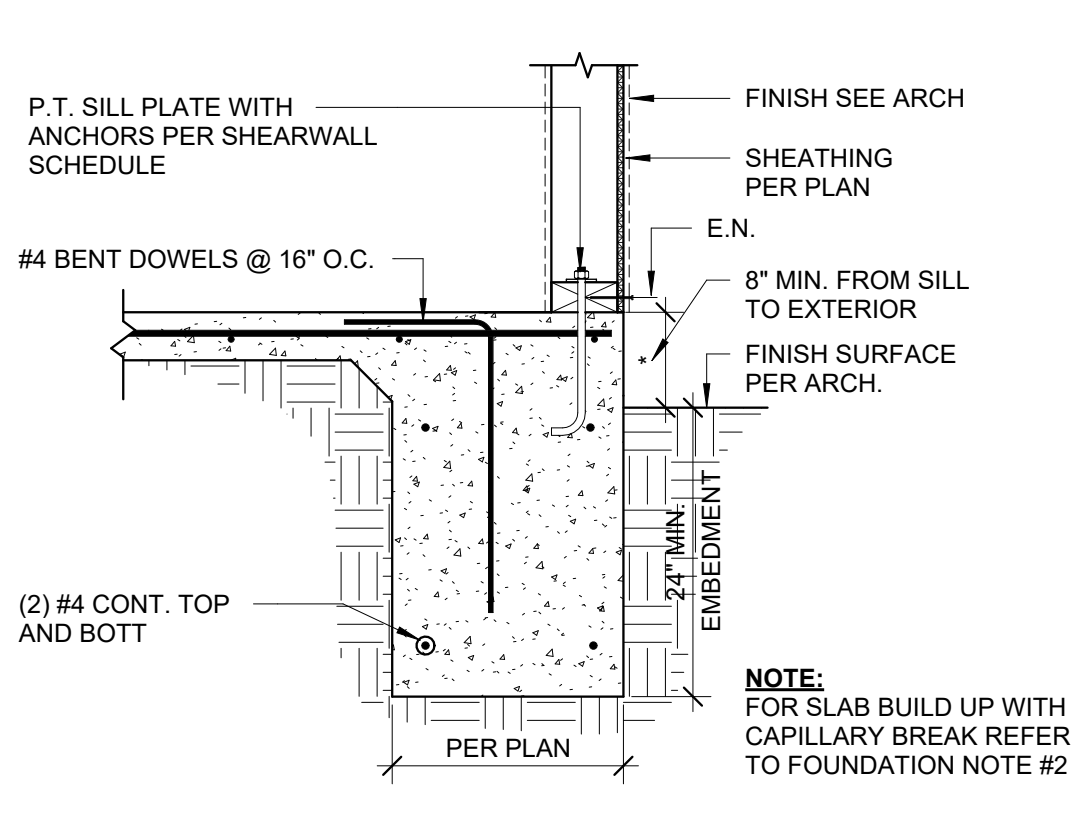 P.T. SILL PLATE WITH
ANCHORS PER SHEARWALL
SCHEDULE
FINISH SEE ARCH
SHEATHING
PER PLAN
E.N.
#4 BENT DOWELS @ 16" O.C.
8" MIN. FROM SILL
TO EXTERIOR
*
FINISH SURFACE
PER ARCH.
24" MIN.
EMBEDMENT
(2) #4 CONT. TOP
AND BOTT
PER PLAN
NOTE:
FOR SLAB BUILD UP WITH
CAPILLARY BREAK REFER
TO FOUNDATION NOTE #2